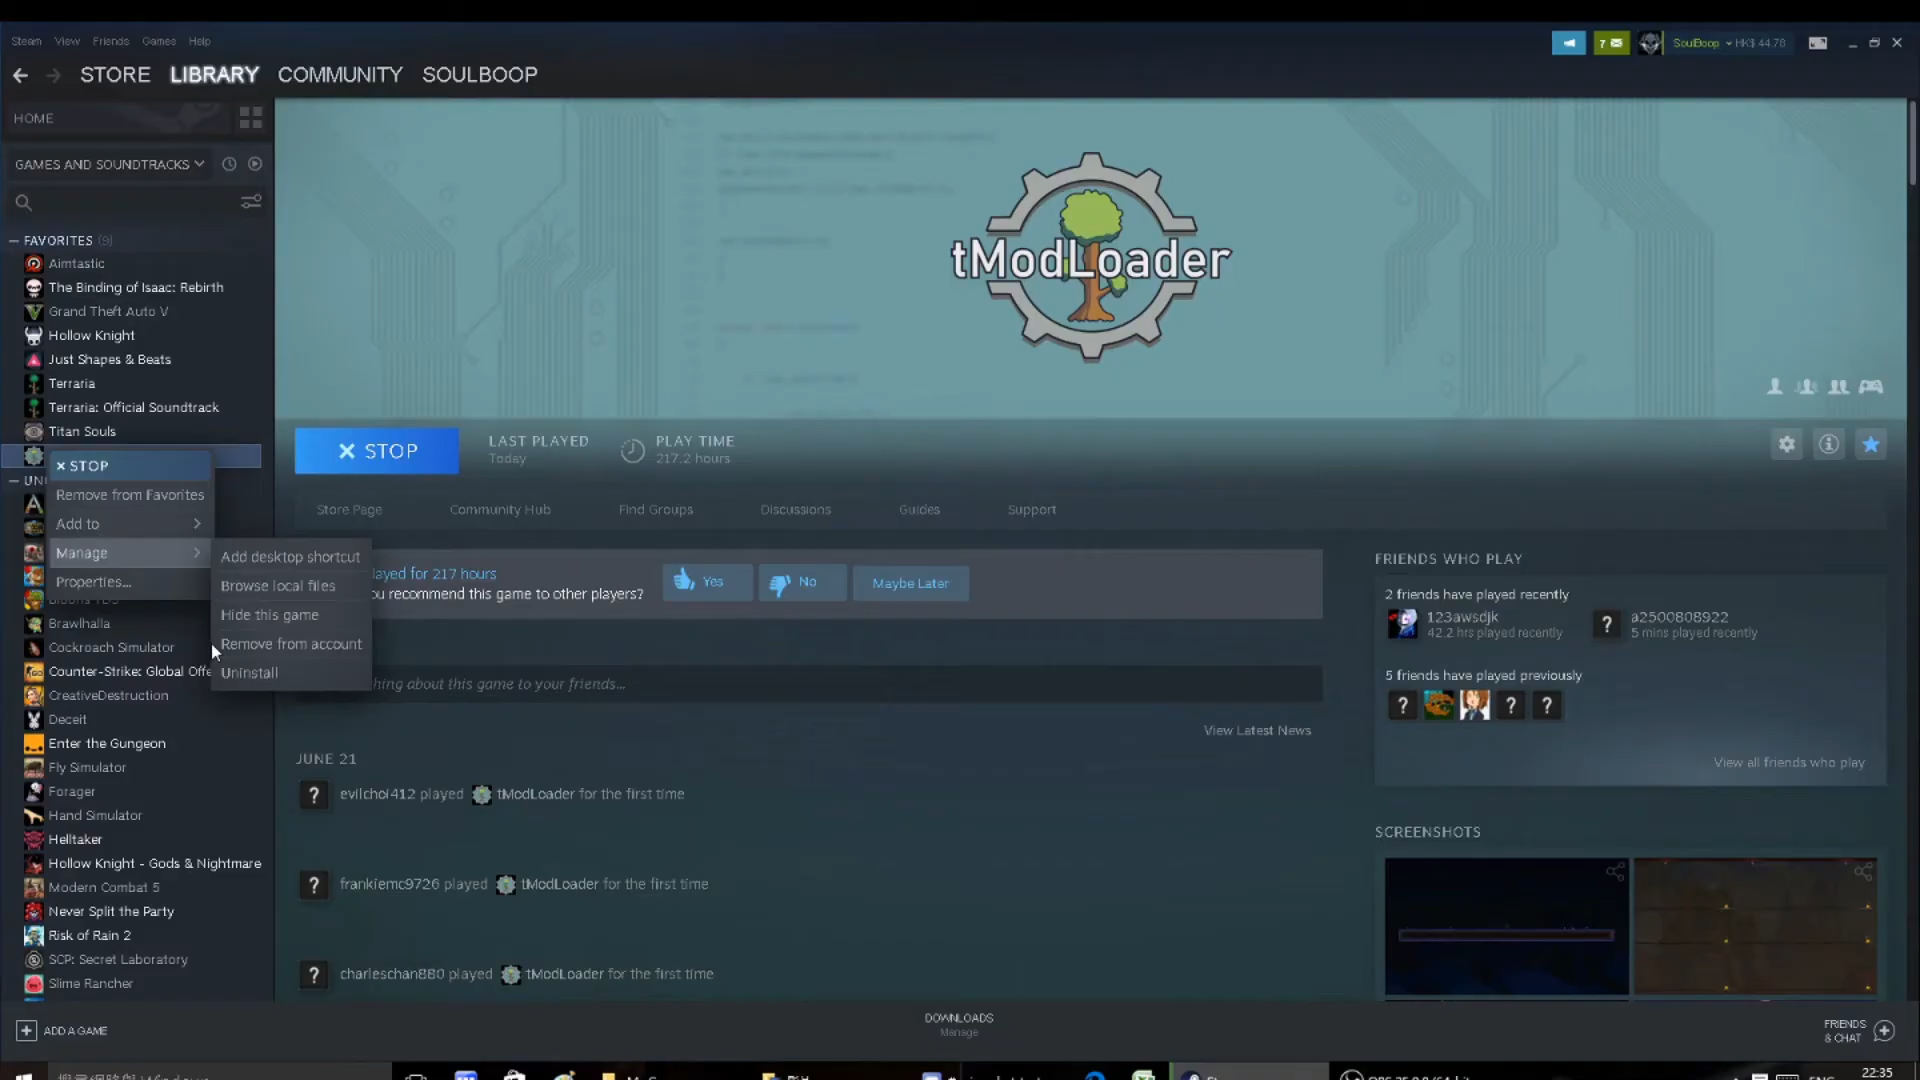 Steam View Friends Games Help
7 SoulBoop HK$ 44.78
STORE LIBRARY COMMUNITY SOULBOOP
HOME
GAMES AND SOUNDTRACKS
FAVORITES (9)
Aimtastic
The Binding of Isaac: Rebirth
Grand Theft Auto V
Hollow Knight
Just Shapes & Beats
Terraria
Terraria: Official Soundtrack
Titan Souls
STOP
Remove from Favorites
Add to
Manage
Properties...
Add desktop shortcut
Browse local files
Hide this game
Remove from account
Uninstall
Brawlhalla
Cockroach Simulator
Counter-Strike: Global Offe
CreativeDestruction
Deceit
Enter the Gungeon
Fly Simulator
Forager
Hand Simulator
Helltaker
Hollow Knight - Gods & Nightmare
Modern Combat 5
Never Split the Party
Risk of Rain 2
SCP: Secret Laboratory
Slime Rancher
tModLoader
STOP
LAST PLAYED
Today
PLAY TIME
217.2 hours
Store Page Community Hub Find Groups Discussions Guides Support
layed for 217 hours
ou recommend this game to other players?
Yes No Maybe Later
hing about this game to your friends...
View Latest News
JUNE 21
evilchoi412 played tModLoader for the first time
frankiemc9726 played tModLoader for the first time
charleschan880 played tModLoader for the first time
FRIENDS WHO PLAY
2 friends have played recently
123awsdjk
42.2 hrs played recently
a2500808922
5 mins played recently
5 friends have played previously
View all friends who play
SCREENSHOTS
ADD A GAME
DOWNLOADS
Manage
FRIENDS
& CHAT
22:35